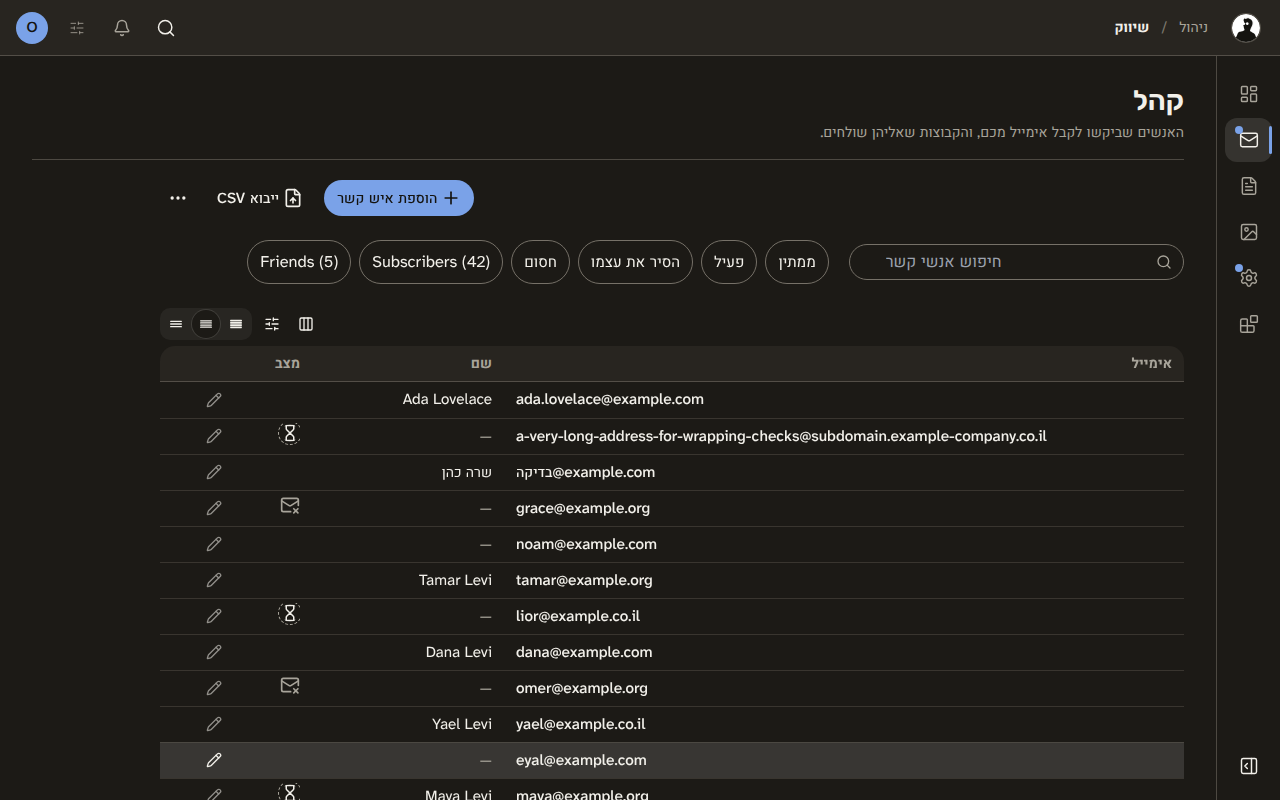 ניהול / שיווק
O
קהל
האנשים שביקשו לקבל אימייל מכם, והקבוצות שאליהן שולחים.
הוספת איש קשר
ייבוא CSV
חיפוש אנשי קשר
ממתין
פעיל
הסיר את עצמו
חסום
Subscribers (42)
Friends (5)
אימייל שם מצב
ada.lovelace@example.com Ada Lovelace
a-very-long-address-for-wrapping-checks@subdomain.example-company.co.il —
בדיקה@example.com שרה כהן
grace@example.org —
noam@example.com —
tamar@example.org Tamar Levi
lior@example.co.il —
dana@example.com Dana Levi
omer@example.org —
yael@example.co.il Yael Levi
eyal@example.com —
maya@example.org Maya Levi